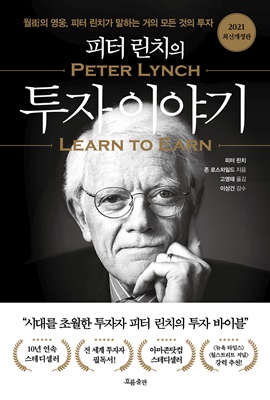 월街의 영웅, 피터 린치가 말하는 거의 모든 것의 투자
2021
최신개정판
피터 린치의
PETER LYNCH
투자 이야기
LEARN TO EARN
피터 린치
존 로스차일드 지음
고영태 옮김
이상건 감수
“시대를 초월한 투자자 피터 린치의 투자 바이블”
10년 연속
스테디셀러
전 세계 투자자
필독서!
아마존닷컴
스테디셀러
<뉴욕 타임스>
<월스트리트 저널>
강력 추천!
흐름출판